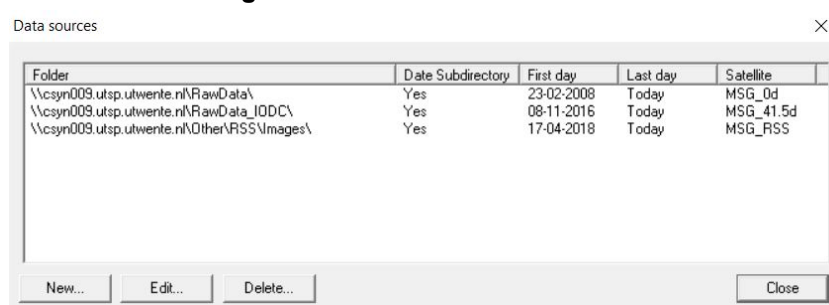 Data sources
Folder Date Subdirectory First day Last day Satellite
\\csyn009.utsp.utwente.nl\RawData\ Yes 23-02-2008 Today MSG_0d
\\csyn009.utsp.utwente.nl\RawData_IODC\ Yes 08-11-2016 Today MSG_41.5d
\\csyn009.utsp.utwente.nl\Other\RSS\Images\ Yes 17-04-2018 Today MSG_RSS
New... Edit... Delete... Close